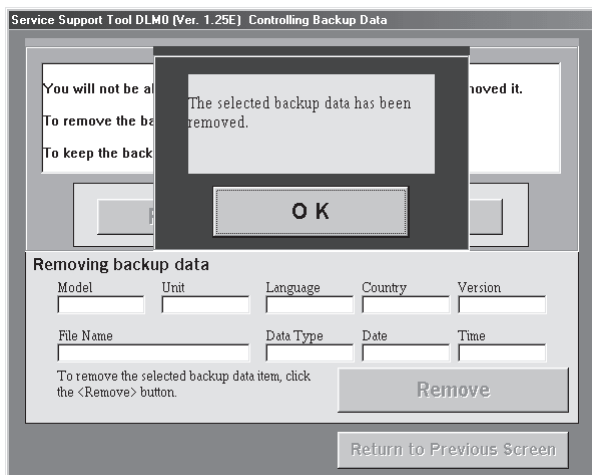 Service Support Tool DLM0 (Ver. 1.25E) Controlling Backup Data
You will not be
moved it.
To remove the
To keep the
The selected backup data has been
removed.
O K
Removing backup data
Model Unit Language Country Version
File Name Data Type Date Time
To remove the selected backup data item, click
the <Remove> button.
Remove
Return to Previous Screen